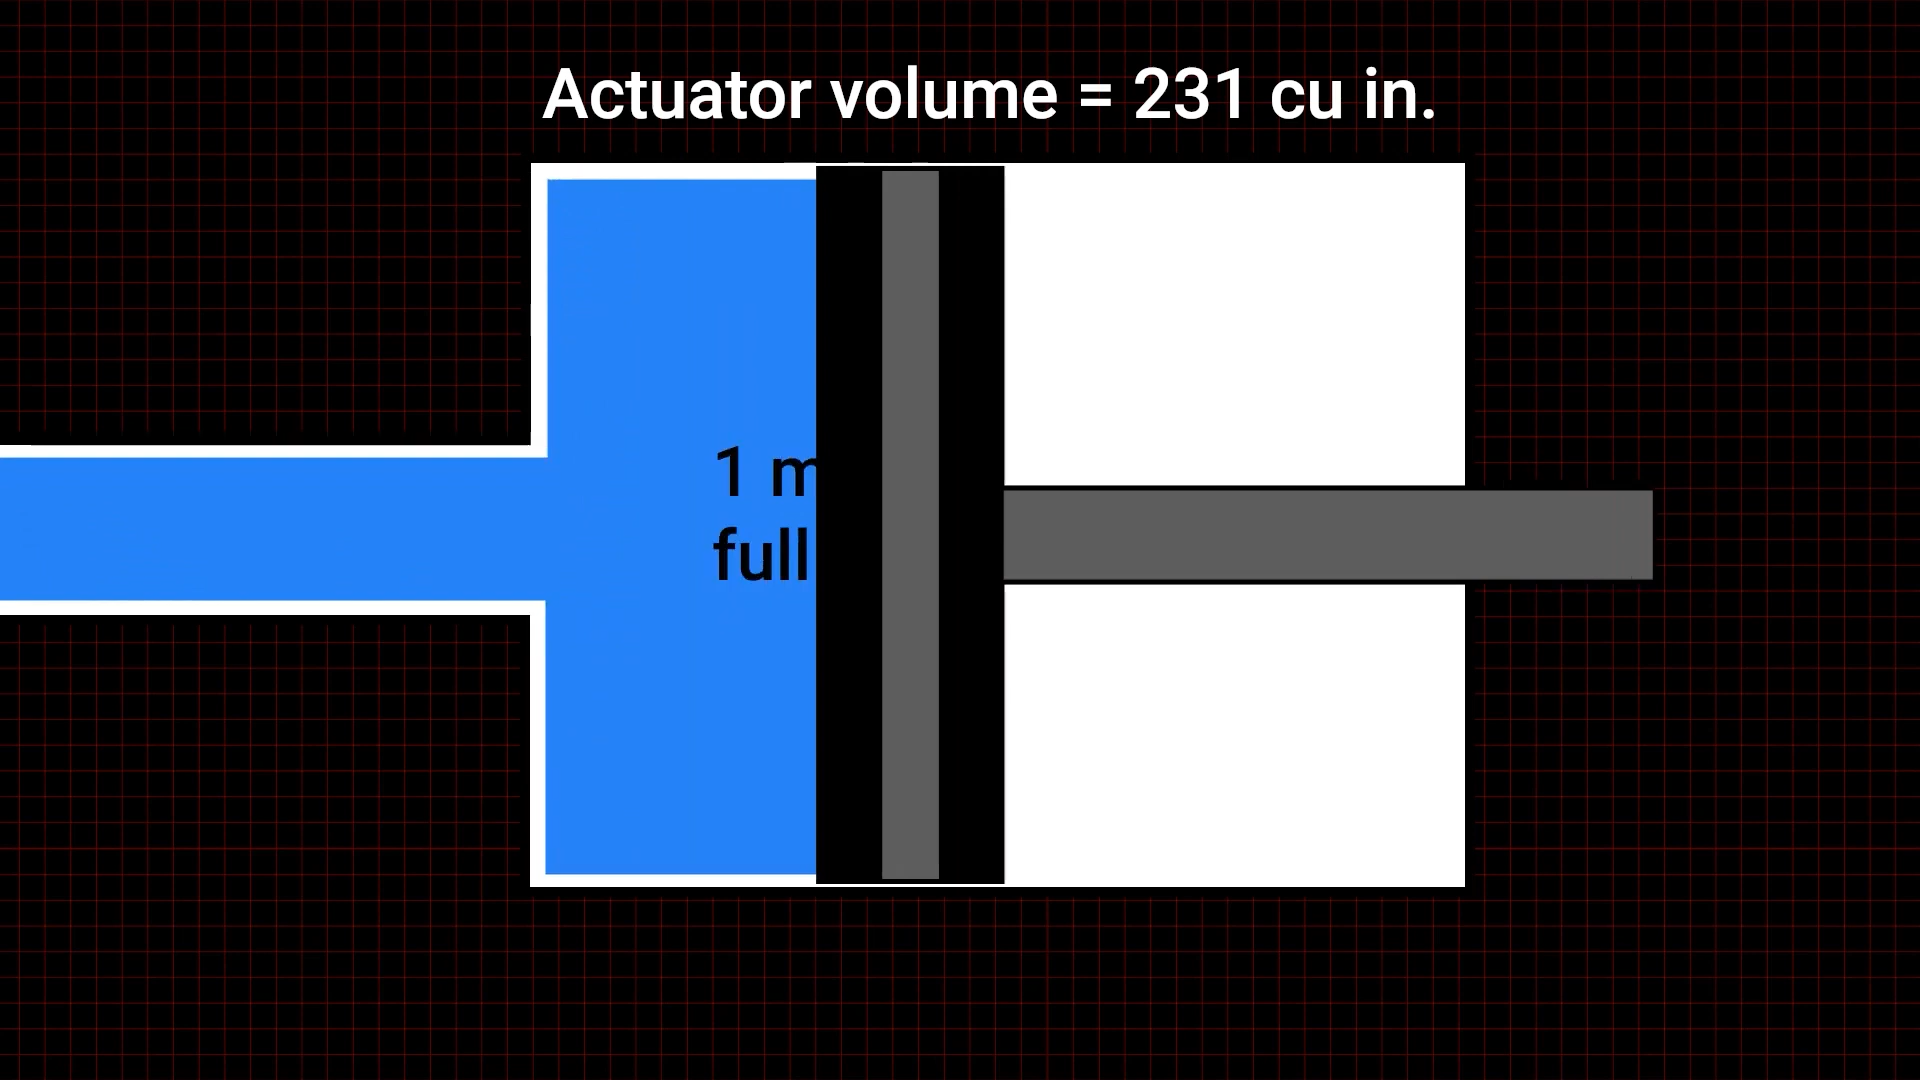 Actuator volume = 231 cu in.
1 m
full